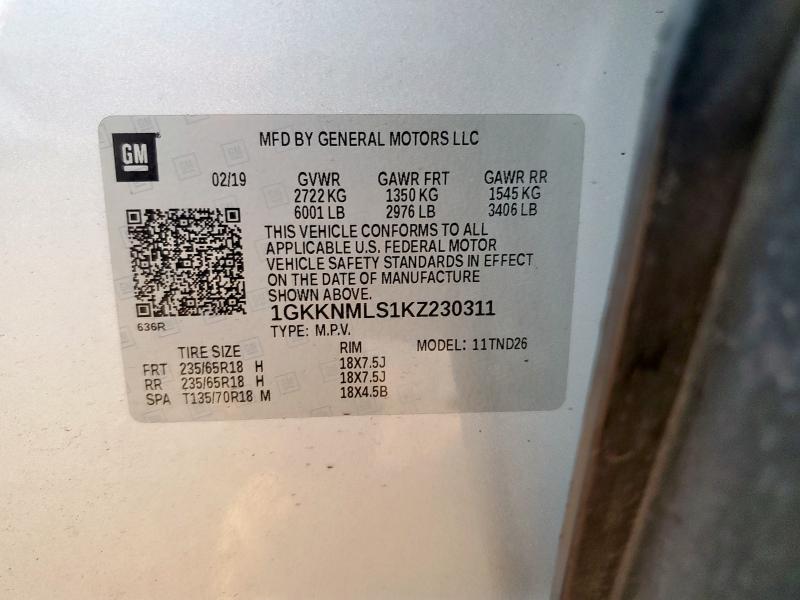 GM
MFD BY GENERAL MOTORS LLC
02/19 GVWR GAWR FRT GAWR RR
2722 KG 1350 KG 1545 KG
6001 LB 2976 LB 3406 LB
THIS VEHICLE CONFORMS TO ALL
APPLICABLE U.S. FEDERAL MOTOR
VEHICLE SAFETY STANDARDS IN EFFECT
ON THE DATE OF MANUFACTURE
SHOWN ABOVE.
1GKKNMLS1KZ230311
636R
TYPE: M.P.V. MODEL: 11TND26
TIRE SIZE RIM
FRT 235/65R18 H 18X7.5J
RR 235/65R18 H 18X7.5J
SPA T135/70R18 M 18X4.5B